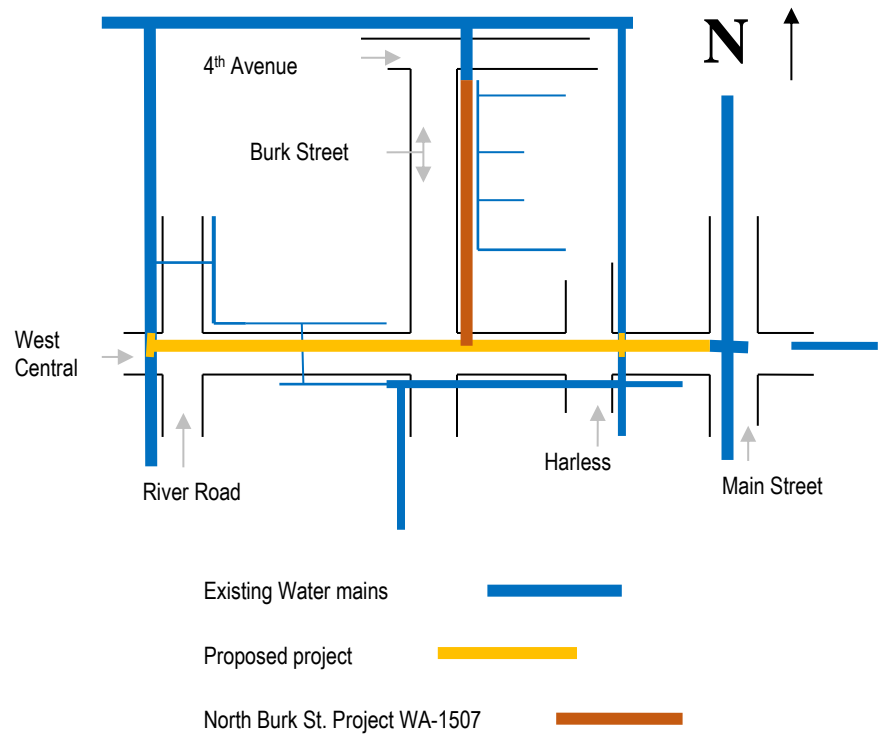 N
4th Avenue
Burk Street
West
Central
River Road
Harless
Main Street
Existing Water mains
Proposed project
North Burk St. Project WA-1507